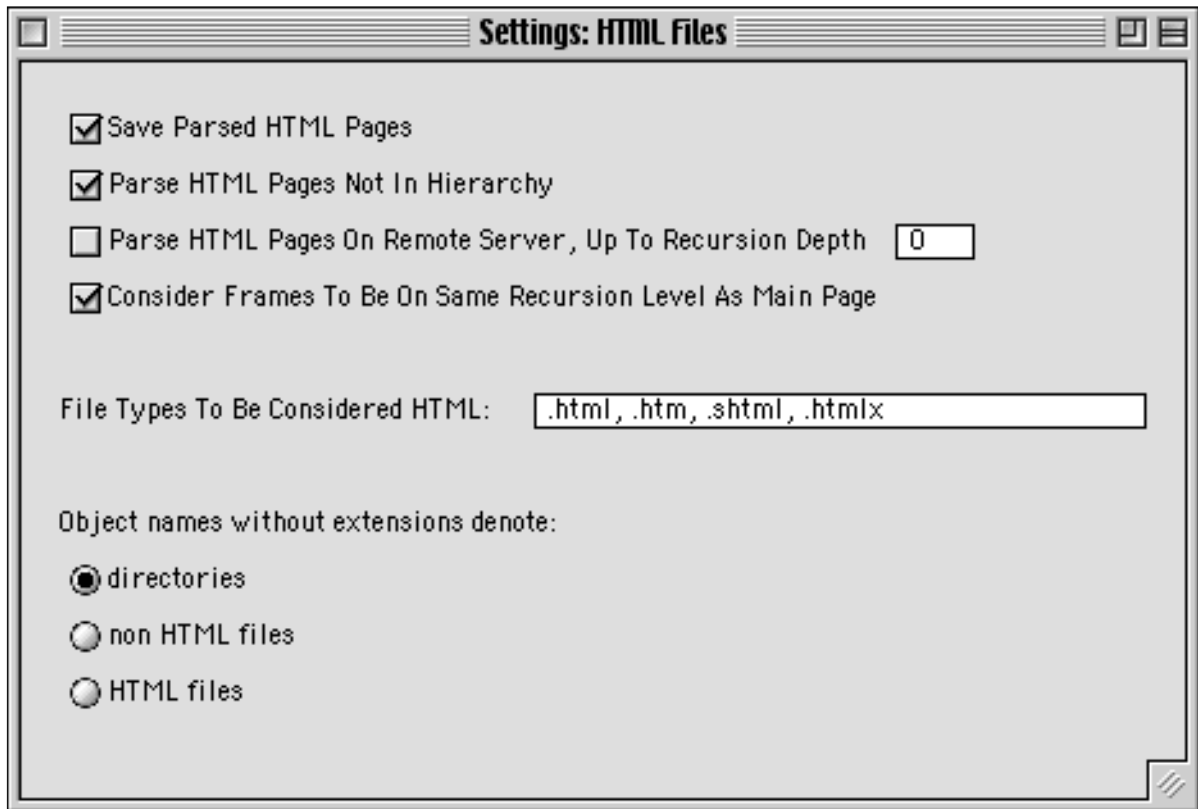 Settings: HTML Files
Save Parsed HTML Pages
Parse HTML Pages Not In Hierarchy
Parse HTML Pages On Remote Server, Up To Recursion Depth 0
Consider Frames To Be On Same Recursion Level As Main Page
File Types To Be Considered HTML: .html, .htm, .shtml, .htmlx
Object names without extensions denote:
directories
non HTML files
HTML files